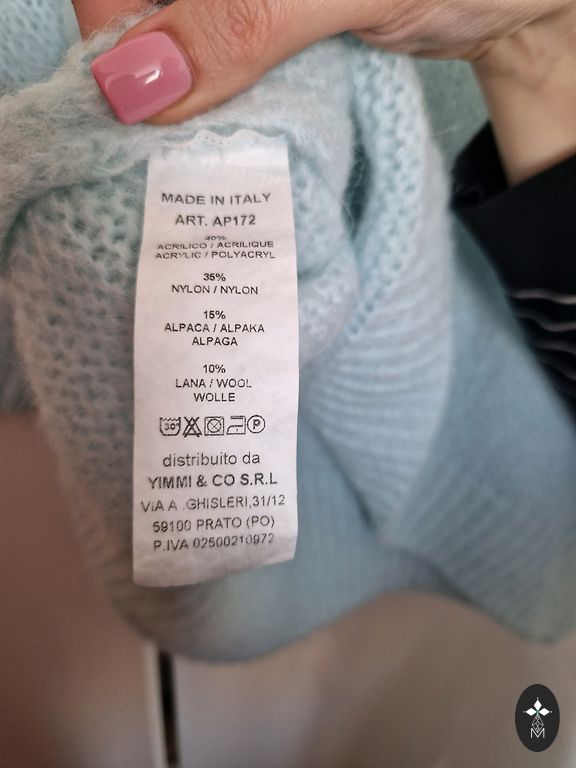 MADE IN ITALY
ART. AP172
40%
ACRILICO / ACRILIQUE
ACRYLIC / POLYACRYL
35%
NYLON / NYLON
15%
ALPACA / ALPAKA
ALPAGA
10%
LANA / WOOL
WOLLE
30° P
distribuito da
YIMMI & CO S.R.L
VIA A .GHISLERI,31/12
59100 PRATO (PO)
P.IVA 02500210972
M